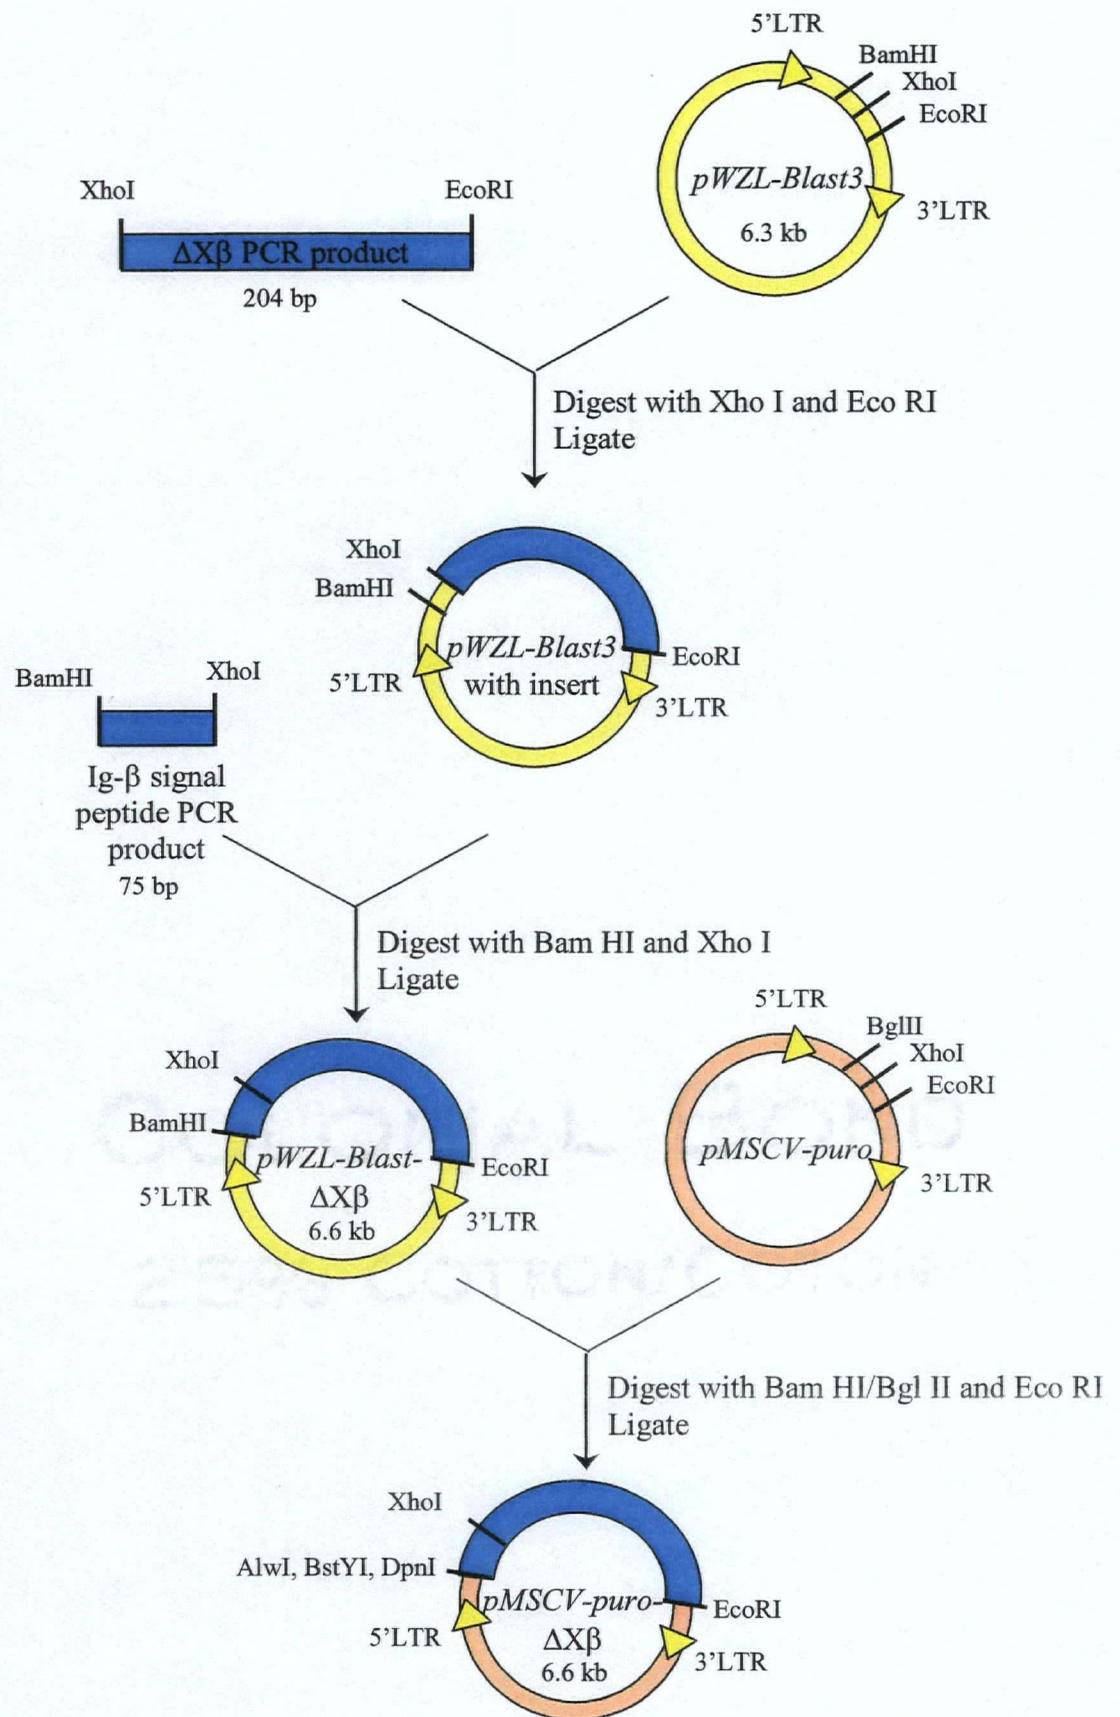 5'LTR
BamHI
XhoI
EcoRI
pWZL-Blast3
6.3 kb
3'LTR
XhoI
EcoRI
ΔXβ PCR product
204 bp
Digest with Xho I and Eco RI
Ligate
XhoI
BamHI
pWZL-Blast3
with insert
EcoRI
5'LTR
3'LTR
BamHI
XhoI
Ig-β signal
peptide PCR
product
75 bp
Digest with Bam HI and Xho I
Ligate
XhoI
BamHI
pWZL-Blast-
ΔXβ
6.6 kb
EcoRI
5'LTR
3'LTR
5'LTR
BglII
XhoI
EcoRI
pMSCV-puro
3'LTR
Digest with Bam HI/Bgl II and Eco RI
Ligate
XhoI
AlwI, BstYI, DpnI
pMSCV-puro-
ΔXβ
6.6 kb
EcoRI
5'LTR
3'LTR